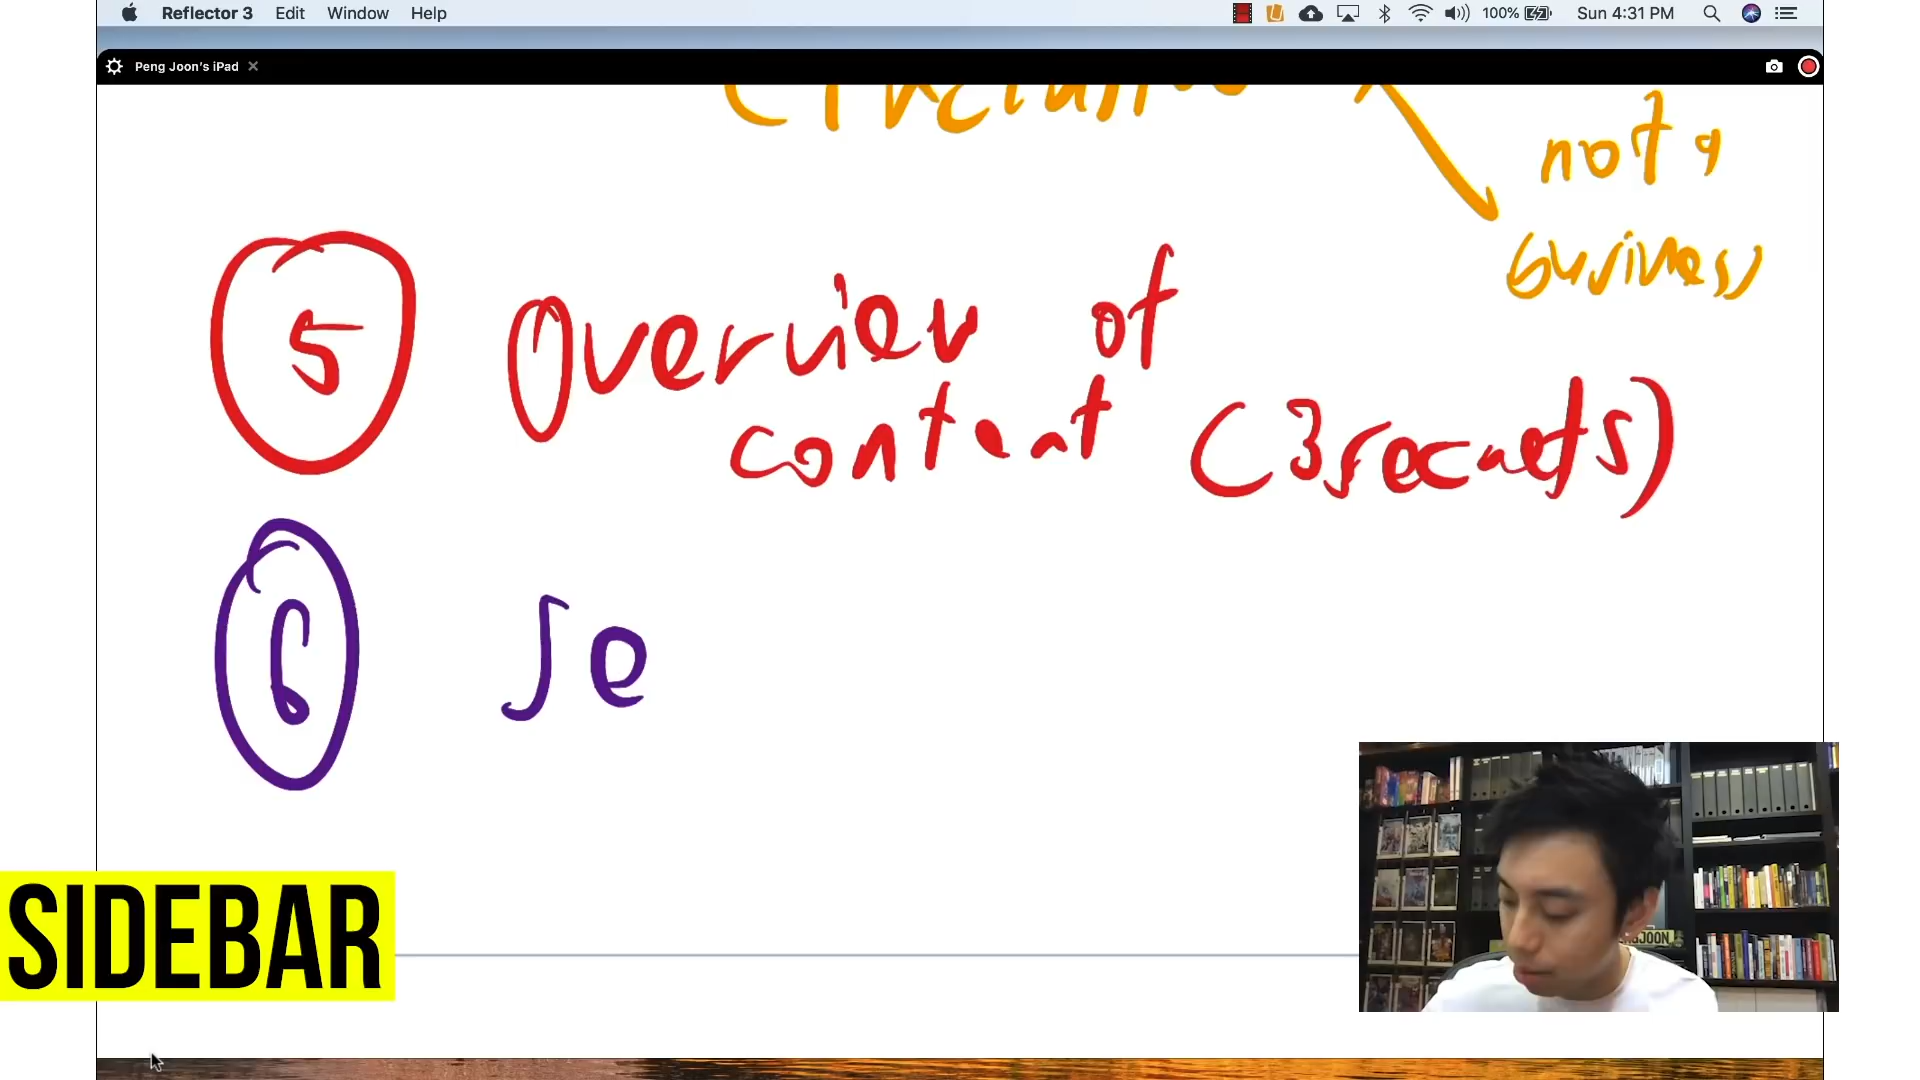 Reflector 3 Edit Window Help 100% Sun 4:31 PM
Peng Joon's iPad
not a
business
5 Overview of
content (3 secrets)
6 Se
SIDEBAR